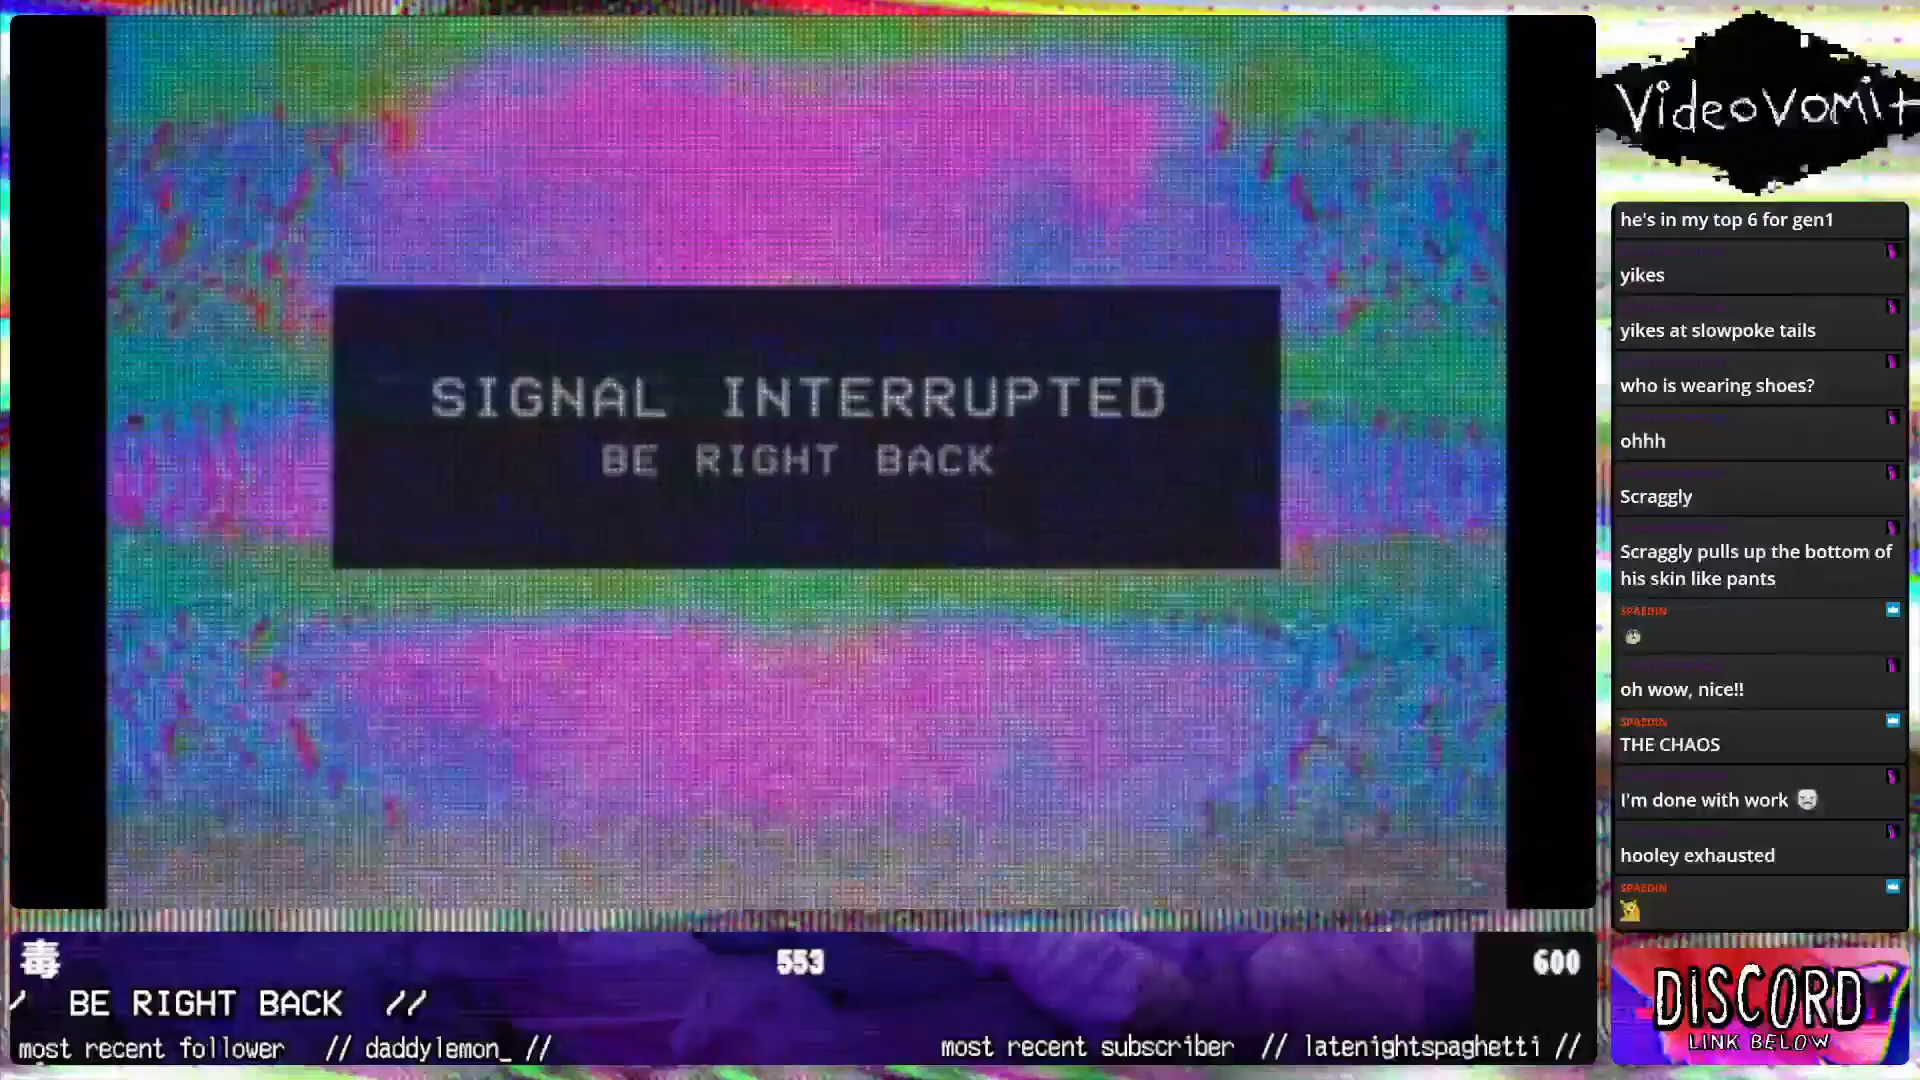 VideoVomit
SIGNAL INTERRUPTED
BE RIGHT BACK
he's in my top 6 for gen1
yikes
yikes at slowpoke tails
who is wearing shoes?
ohhh
Scraggly
Scraggly pulls up the bottom of
his skin like pants
SPAEDIN
oh wow, nice!!
SPAEDIN
THE CHAOS
I'm done with work
hooley exhausted
SPAEDIN
毒
553
600
/ BE RIGHT BACK //
most recent follower // daddylemon_ //
most recent subscriber // latenightspaghetti //
DISCORD
LINK BELOW